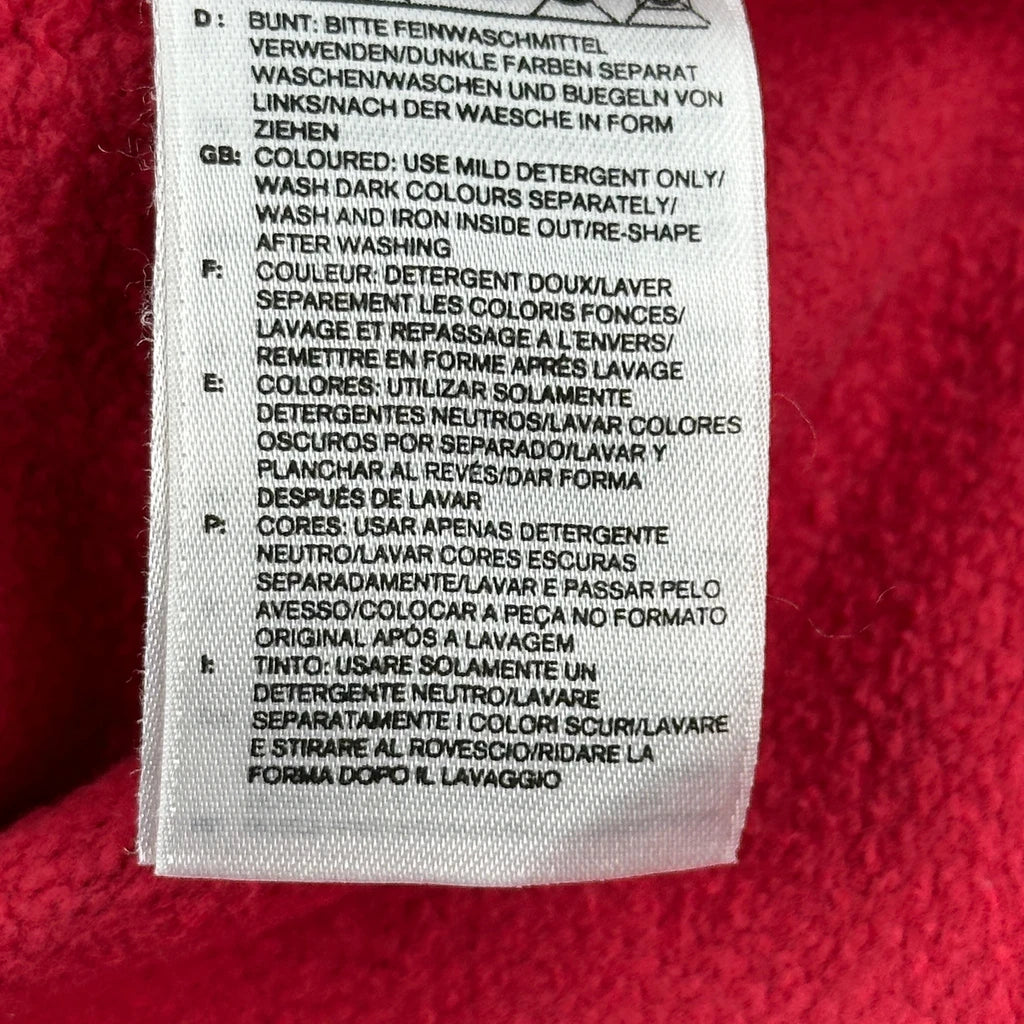 D: BUNT: BITTE FEINWASCHMITTEL
VERWENDEN/DUNKLE FARBEN SEPARAT
WASCHEN/WASCHEN UND BUEGELN VON
LINKS/NACH DER WAESCHE IN FORM
ZIEHEN
GB: COLOURED: USE MILD DETERGENT ONLY/
WASH DARK COLOURS SEPARATELY/
WASH AND IRON INSIDE OUT/RE-SHAPE
AFTER WASHING
F: COULEUR: DETERGENT DOUX/LAVER
SEPAREMENT LES COLORIS FONCES/
LAVAGE ET REPASSAGE A L'ENVERS/
REMETTRE EN FORME APRÉS LAVAGE
E: COLORES: UTILIZAR SOLAMENTE
DETERGENTES NEUTROS/LAVAR COLORES
OSCUROS POR SEPARADO/LAVAR Y
PLANCHAR AL REVÉS/DAR FORMA
DESPUÉS DE LAVAR
P: CORES: USAR APENAS DETERGENTE
NEUTRO/LAVAR CORES ESCURAS
SEPARADAMENTE/LAVAR E PASSAR PELO
AVESSO/COLOCAR A PEÇA NO FORMATO
ORIGINAL APÓS A LAVAGEM
I: TINTO: USARE SOLAMENTE UN
DETERGENTE NEUTRO/LAVARE
SEPARATAMENTE I COLORI SCURI/LAVARE
E STIRARE AL ROVESCIO/RIDARE LA
FORMA DOPO IL LAVAGGIO